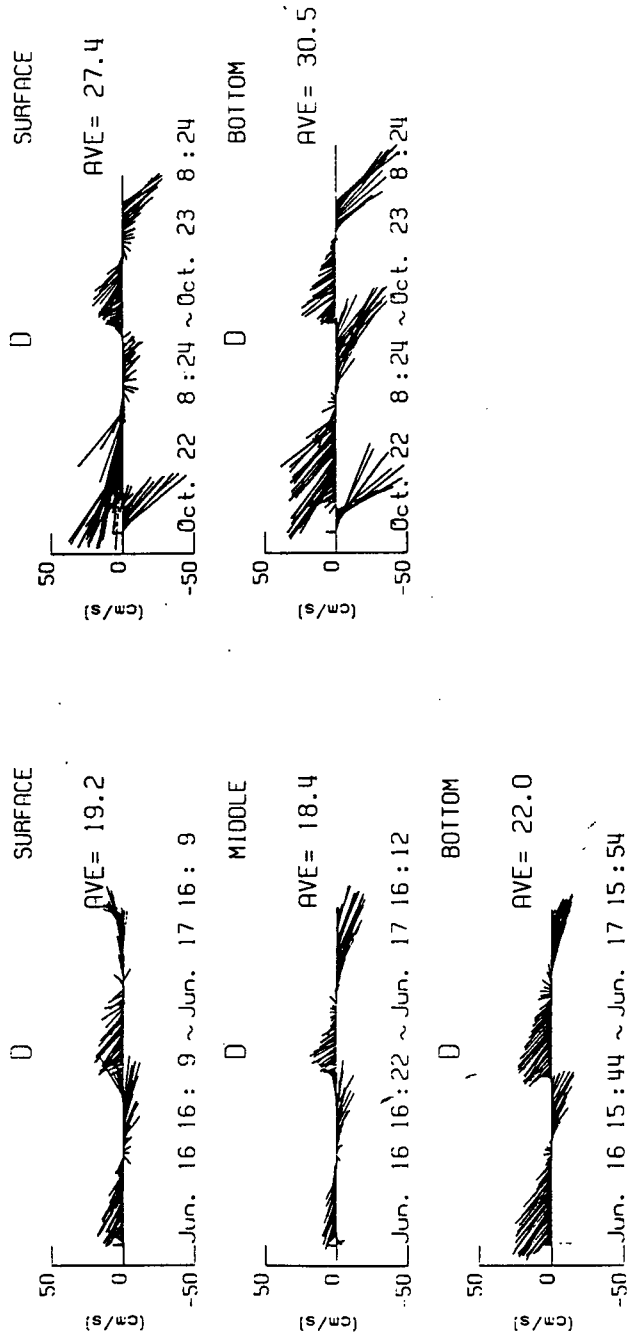 D SURFACE
50
0
-50
(cm/s)
AVE= 19.2
Jun. 16 16: 9 ~ Jun. 17 16: 9
D MIDDLE
50
0
-50
(cm/s)
AVE= 18.4
Jun. 16 16:22 ~ Jun. 17 16:12
D BOTTOM
50
0
-50
(cm/s)
AVE= 22.0
Jun. 16 15:44 ~ Jun. 17 15:54
D SURFACE
50
0
-50
(cm/s)
AVE= 27.4
Oct. 22 8:24 ~ Oct. 23 8:24
D BOTTOM
50
0
-50
(cm/s)
AVE= 30.5
Oct. 22 8:24 ~ Oct. 23 8:24